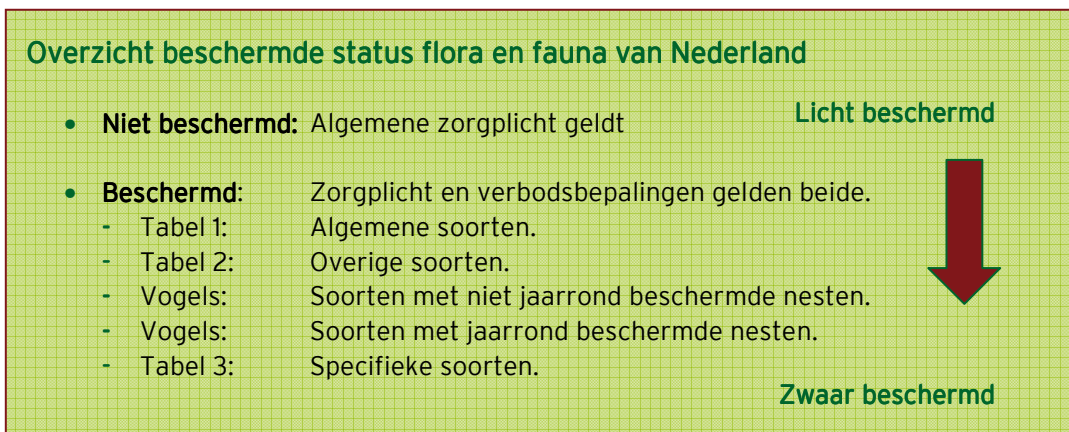 Overzicht beschermde status flora en fauna van Nederland
Licht beschermd
• Niet beschermd: Algemene zorgplicht geldt
• Beschermd: Zorgplicht en verbodsbepalingen gelden beide.
- Tabel 1: Algemene soorten.
- Tabel 2: Overige soorten.
- Vogels: Soorten met niet jaarrond beschermde nesten.
- Vogels: Soorten met jaarrond beschermde nesten.
- Tabel 3: Specifieke soorten.
Zwaar beschermd